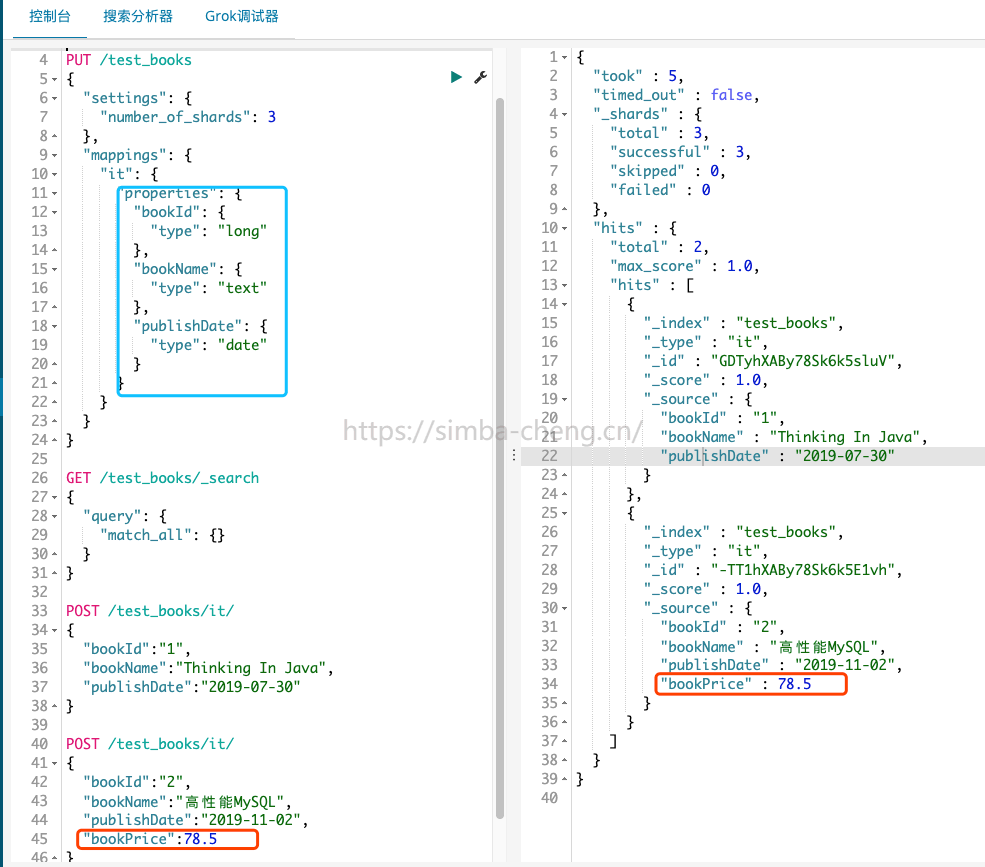 控制台 搜索分析器 Grok调试器
4 PUT /test_books
5 {
6 "settings": {
7 "number_of_shards": 3
8 },
9 "mappings": {
10 "it": {
11 "properties": {
12 "bookId": {
13 "type": "long"
14 },
15 "bookName": {
16 "type": "text"
17 },
18 "publishDate": {
19 "type": "date"
20 }
21 }
22 }
23 }
24 }
25
26 GET /test_books/_search
27 {
28 "query": {
29 "match_all": {}
30 }
31 }
32
33 POST /test_books/it/
34 {
35 "bookId":"1",
36 "bookName":"Thinking In Java",
37 "publishDate":"2019-07-30"
38 }
39
40 POST /test_books/it/
41 {
42 "bookId":"2",
43 "bookName":"高性能MySQL",
44 "publishDate":"2019-11-02",
45 "bookPrice":78.5
46 }
1 {
2 "took" : 5,
3 "timed_out" : false,
4 "_shards" : {
5 "total" : 3,
6 "successful" : 3,
7 "skipped" : 0,
8 "failed" : 0
9 },
10 "hits" : {
11 "total" : 2,
12 "max_score" : 1.0,
13 "hits" : [
14 {
15 "_index" : "test_books",
16 "_type" : "it",
17 "_id" : "GDTyhXABy78Sk6k5sluV",
18 "_score" : 1.0,
19 "_source" : {
20 "bookId" : "1",
21 "bookName" : "Thinking In Java",
22 "publishDate" : "2019-07-30"
23 }
24 },
25 {
26 "_index" : "test_books",
27 "_type" : "it",
28 "_id" : "-TT1hXABy78Sk6k5E1vh",
29 "_score" : 1.0,
30 "_source" : {
31 "bookId" : "2",
32 "bookName" : "高性能MySQL",
33 "publishDate" : "2019-11-02",
34 "bookPrice" : 78.5
35 }
36 }
37 ]
38 }
39 }
40
https://simba-cheng.cn/